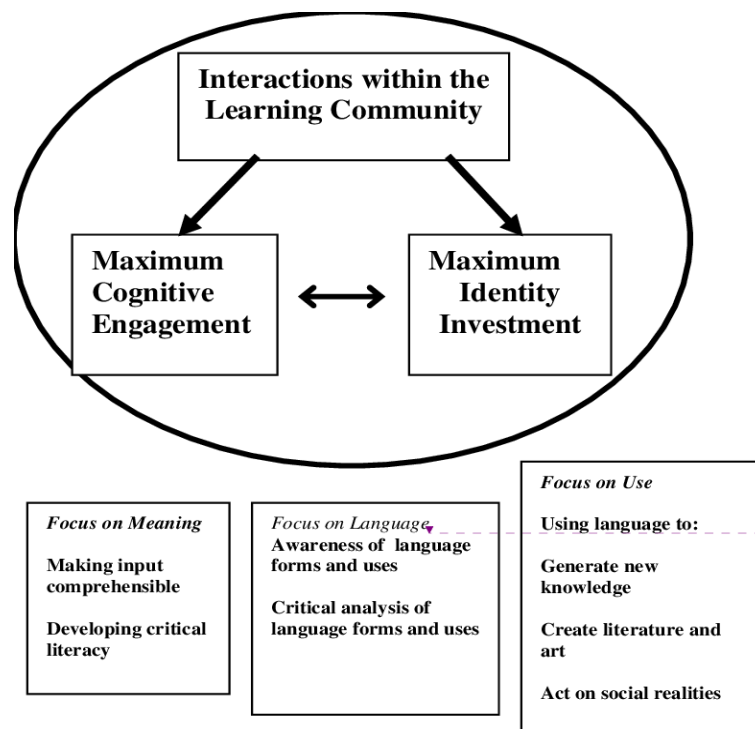 Interactions within the
Learning Community
Maximum
Cognitive
Engagement
Maximum
Identity
Investment
Focus on Meaning
Making input
comprehensible
Developing critical
literacy
Focus on Language
Awareness of language
forms and uses
Critical analysis of
language forms and uses
Focus on Use
Using language to:
Generate new
knowledge
Create literature and
art
Act on social realities